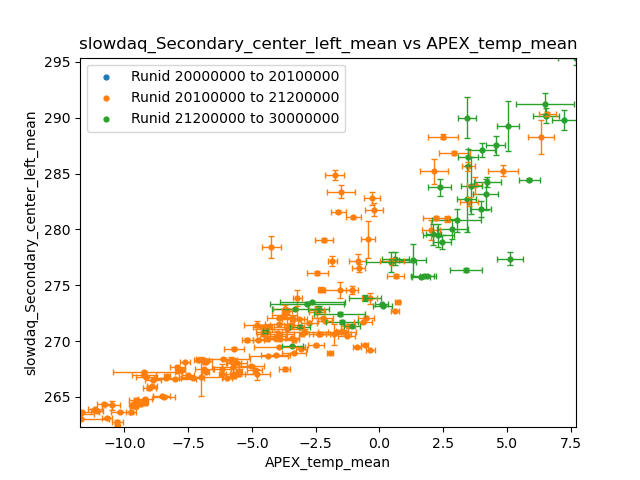 slowdaq_Secondary_center_left_mean vs APEX_temp_mean
Runid 20000000 to 20100000
Runid 20100000 to 21200000
Runid 21200000 to 30000000
slowdaq_Secondary_center_left_mean
295
290
285
280
275
270
265
−10.0 −7.5 −5.0 −2.5 0.0 2.5 5.0 7.5
APEX_temp_mean